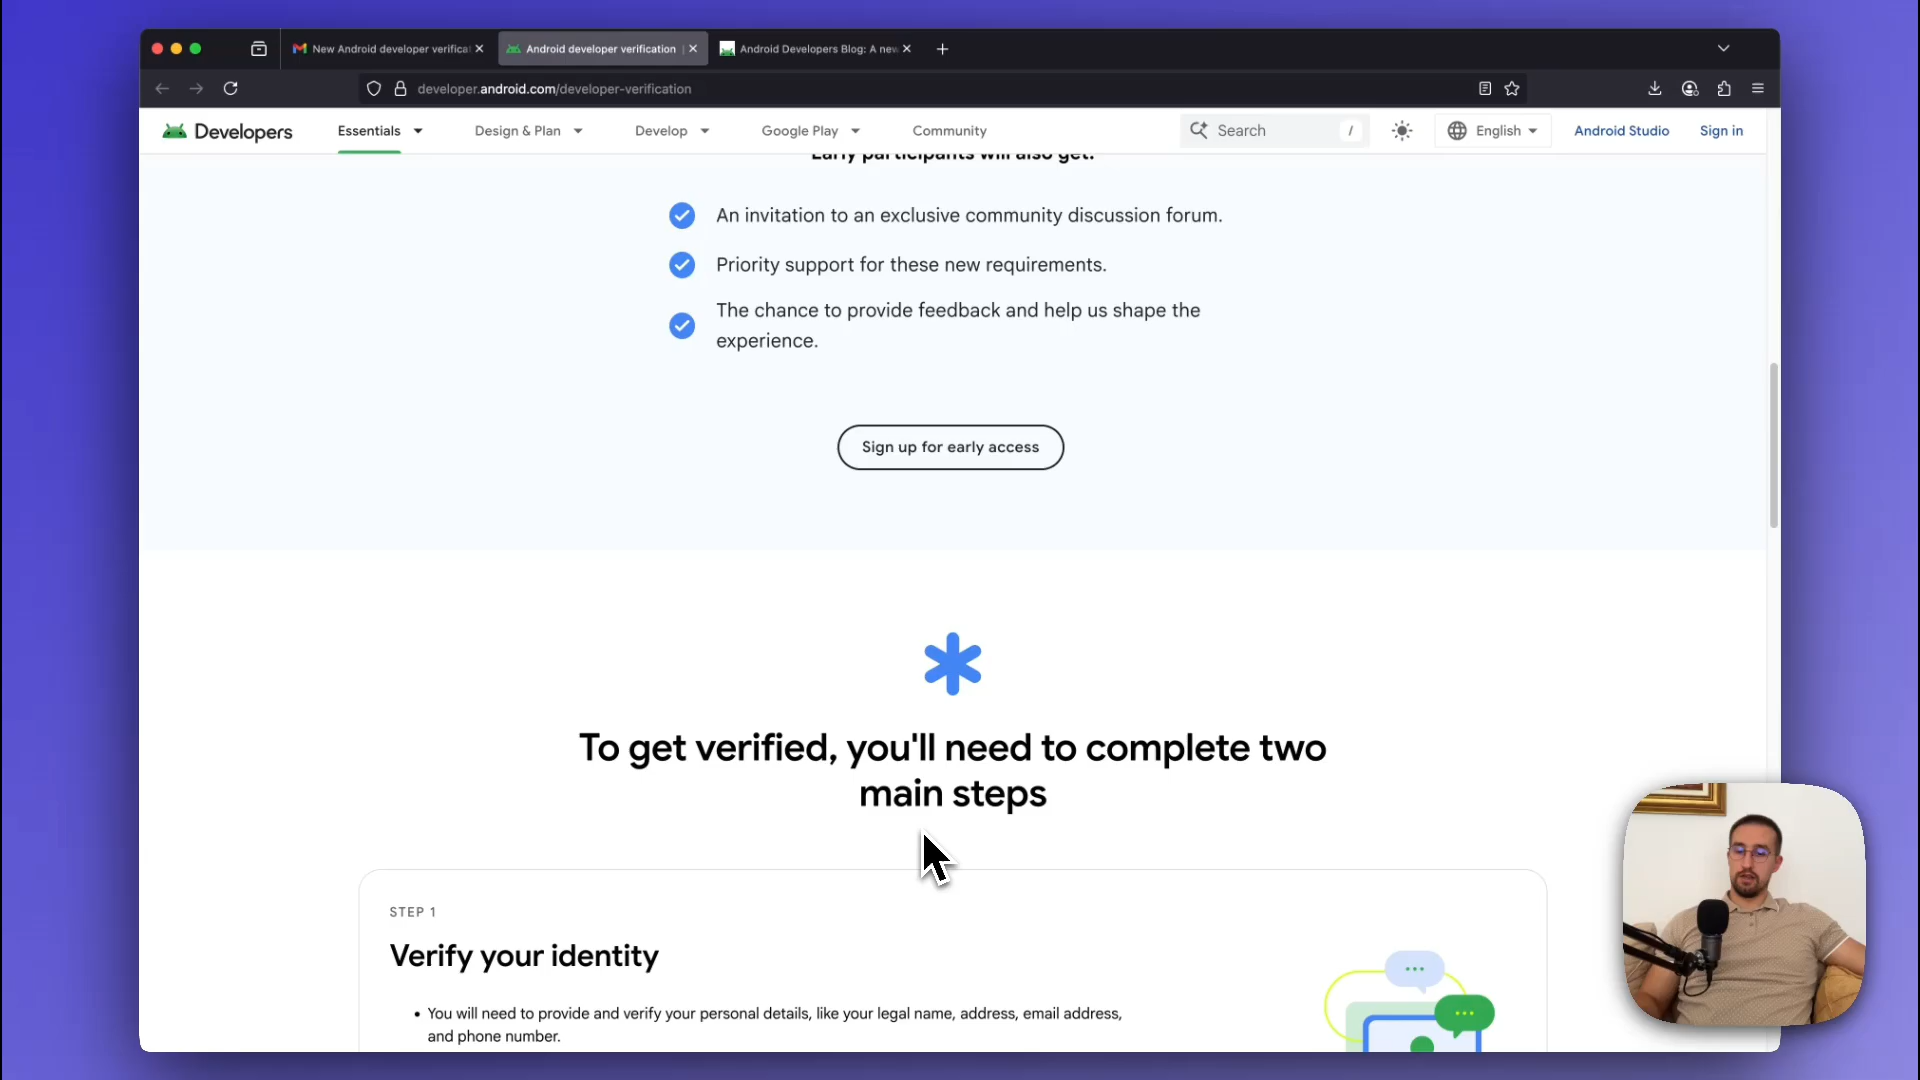 New Android developer verifica
Android developer verification
Android Developers Blog: A new
developer.android.com/developer-verification
Developers
Essentials
Design & Plan
Develop
Google Play
Community
Search
/
English
Android Studio
Sign in
Early participants will also get:
An invitation to an exclusive community discussion forum.
Priority support for these new requirements.
The chance to provide feedback and help us shape the
experience.
Sign up for early access
To get verified, you'll need to complete two
main steps
STEP 1
Verify your identity
• You will need to provide and verify your personal details, like your legal name, address, email address,
and phone number.